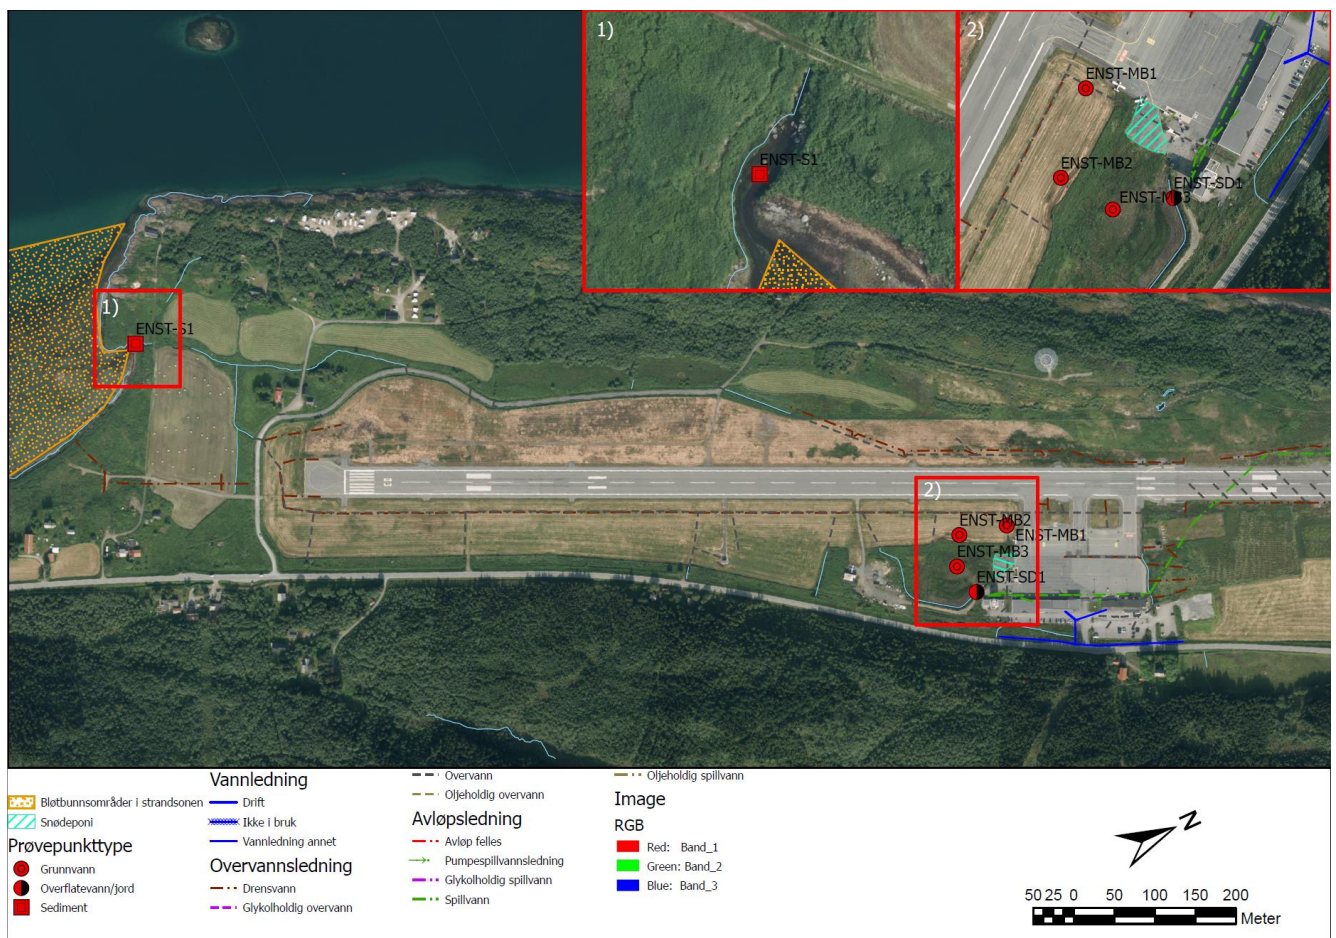 1)
ENST-S1
2)
ENST-MB1
ENST-MB2
ENST-SD1
ENST-MB3
1)
ENST-S1
03
2)
ENST-MB2
ENST-MB1
ENST-MB3
ENST-SD1
Bløtbunnsområder i strandsonen
Snødeponi
Prøvepunkttype
Grunnvann
Overflatevann/jord
Sediment
Vannledning
Drift
Ikke i bruk
Vannledning annet
Overvannsledning
Drensvann
Glykolholdig overvann
Overvann
Oljeholdig overvann
Avløpsledning
Avløp felles
Pumpespillvannsledning
Glykolholdig spillvann
Spillvann
Oljeholdig spillvann
Image
RGB
Red: Band_1
Green: Band_2
Blue: Band_3
N
50 25 0 50 100 150 200
Meter